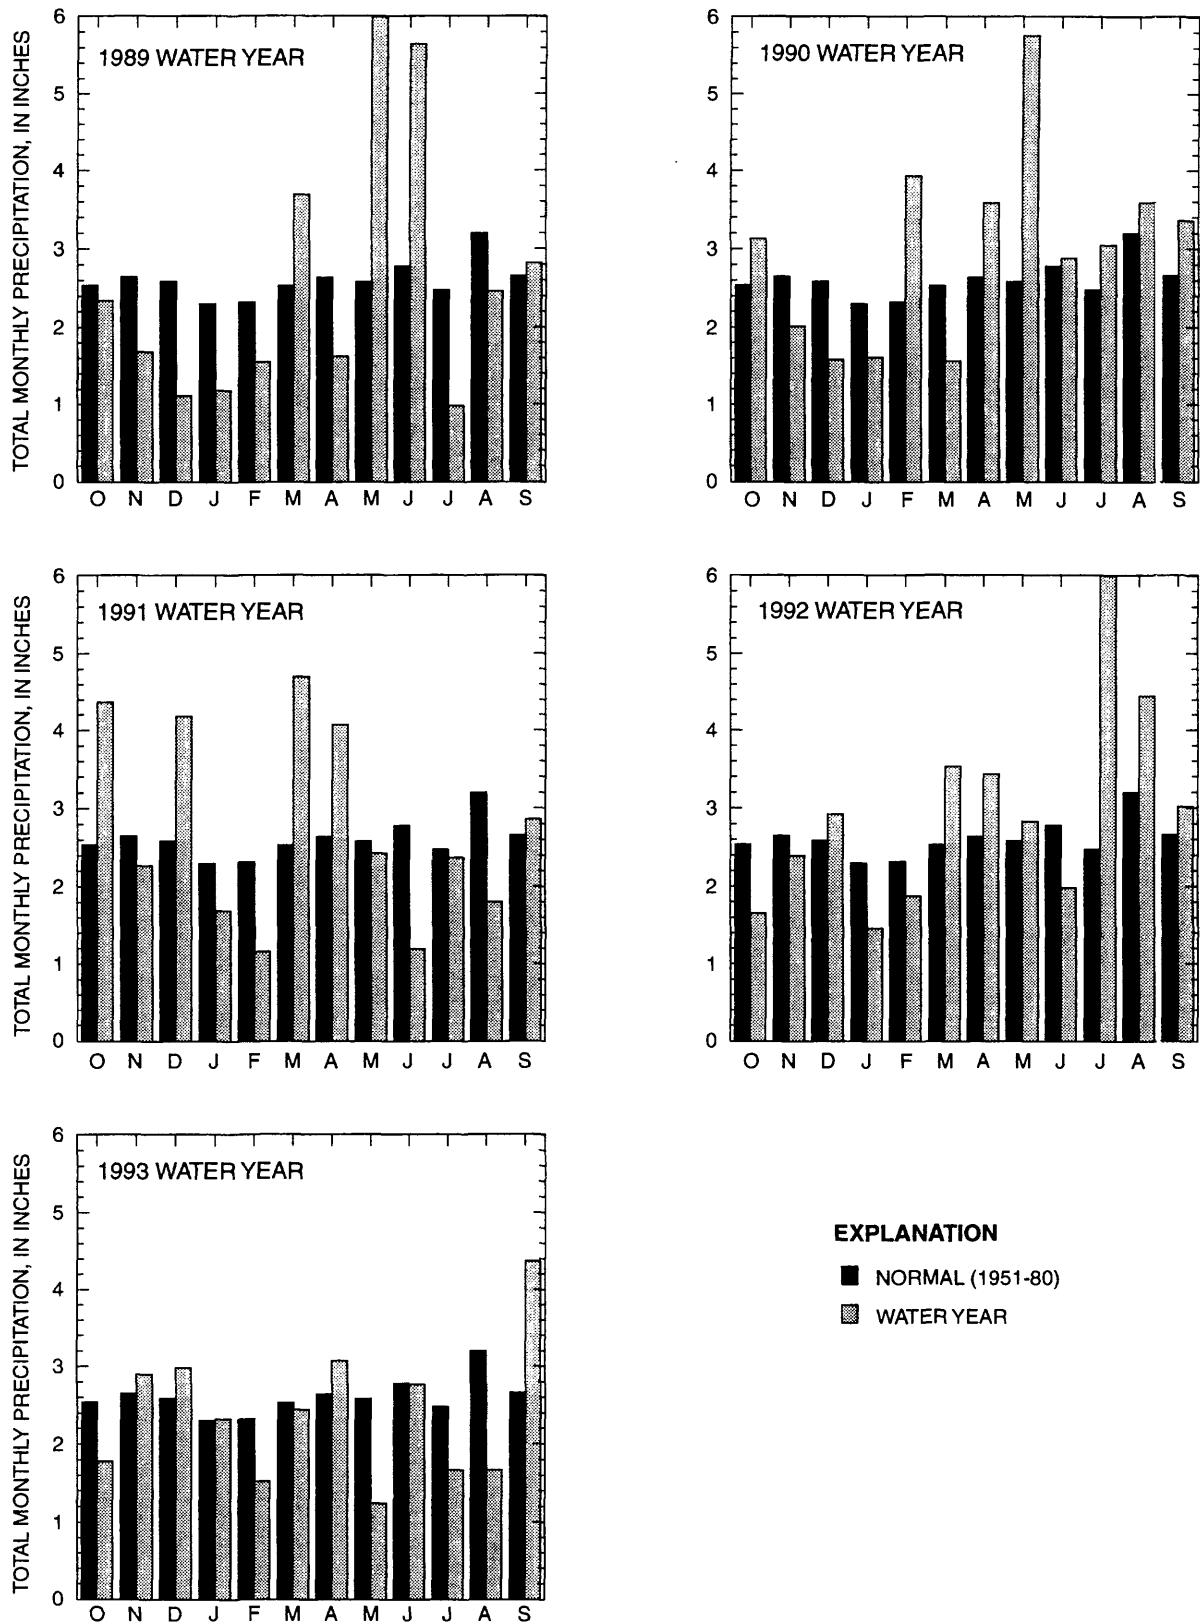 1989 WATER YEAR
TOTAL MONTHLY PRECIPITATION, IN INCHES
6
5
4
3
2
1
0
O N D J F M A M J J A S
1990 WATER YEAR
6
5
4
3
2
1
0
O N D J F M A M J J A S
1991 WATER YEAR
TOTAL MONTHLY PRECIPITATION, IN INCHES
6
5
4
3
2
1
0
O N D J F M A M J J A S
1992 WATER YEAR
6
5
4
3
2
1
0
O N D J F M A M J J A S
1993 WATER YEAR
TOTAL MONTHLY PRECIPITATION, IN INCHES
6
5
4
3
2
1
0
O N D J F M A M J J A S
EXPLANATION
NORMAL (1951-80)
WATER YEAR